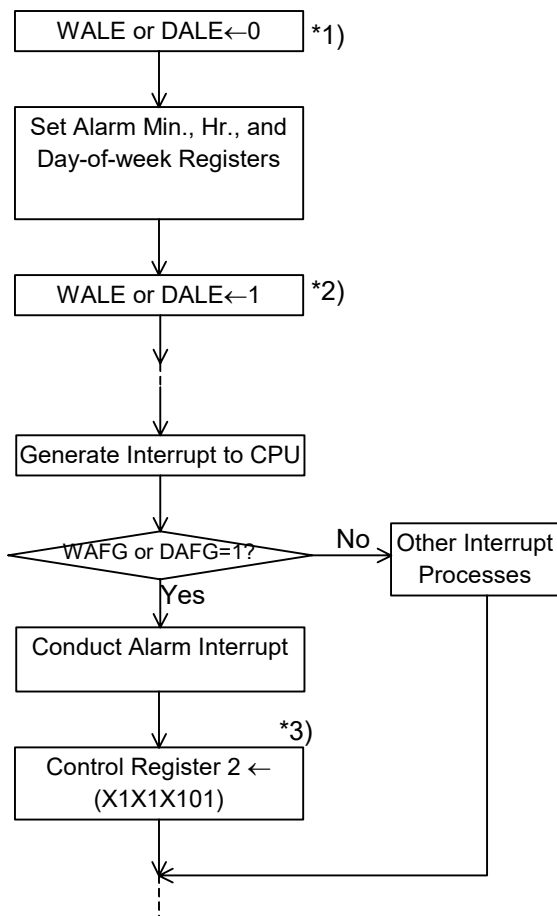 WALE or DALE←0
*1)
Set Alarm Min., Hr., and
Day-of-week Registers
WALE or DALE←1
*2)
Generate Interrupt to CPU
WAFG or DAFG=1?
No
Other Interrupt
Processes
Yes
Conduct Alarm Interrupt
*3)
Control Register 2 ←
(X1X1X101)